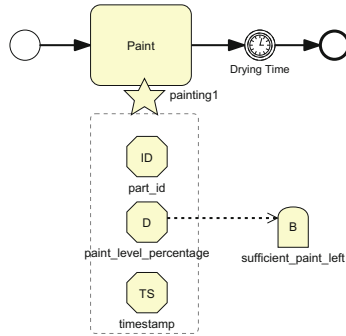 Paint
Drying Time
painting1
ID
part_id
D
paint_level_percentage
B
sufficient_paint_left
TS
timestamp